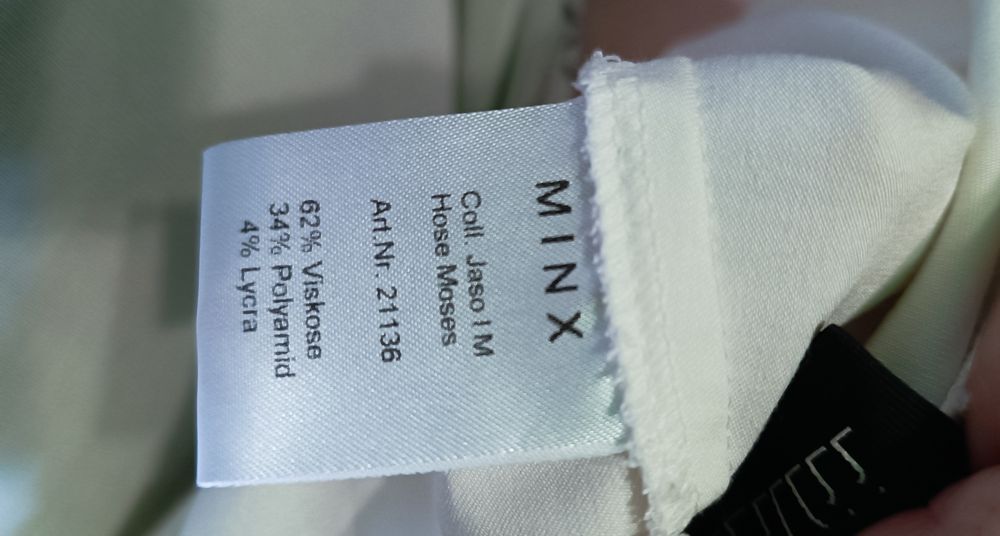 MINX
Coll. Jaso I M
Hose Moses
Art.Nr. 21136
62% Viskose
34% Polyamid
4% Lycra